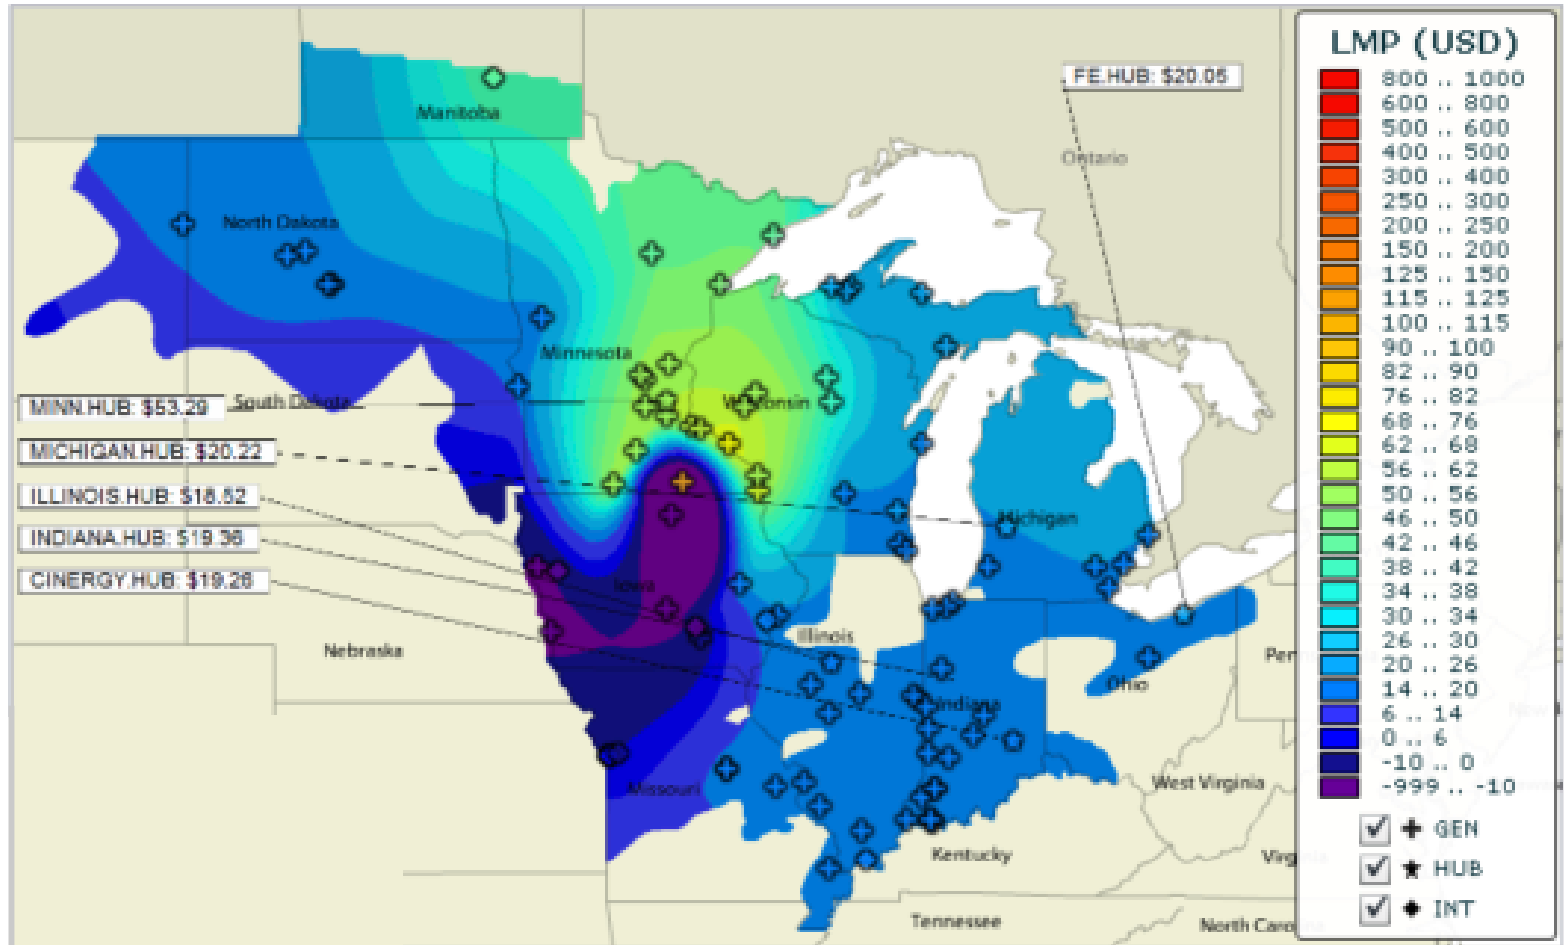 LMP (USD)
800 .. 1000
600 .. 800
500 .. 600
400 .. 500
300 .. 400
250 .. 300
200 .. 250
150 .. 200
125 .. 150
115 .. 125
100 .. 115
90 .. 100
82 .. 90
76 .. 82
68 .. 76
62 .. 68
56 .. 62
50 .. 56
46 .. 50
42 .. 46
38 .. 42
34 .. 38
30 .. 34
26 .. 30
20 .. 26
14 .. 20
6 .. 14
0 .. 6
-10 .. 0
-999 .. -10
GEN
HUB
INT
FE.HUB: $20.05
Manitoba
Ontario
North Dakota
Minnesota
MINN.HUB: $53.29
South Dakota
Wisconsin
MICHIGAN.HUB: $20.22
ILLINOIS.HUB: $18.52
Michigan
INDIANA.HUB: $19.36
CINERGY.HUB: $19.26
Iowa
Illinois
Nebraska
Ohio
Indiana
Missouri
West Virginia
Kentucky
Virginia
Tennessee
North Caro